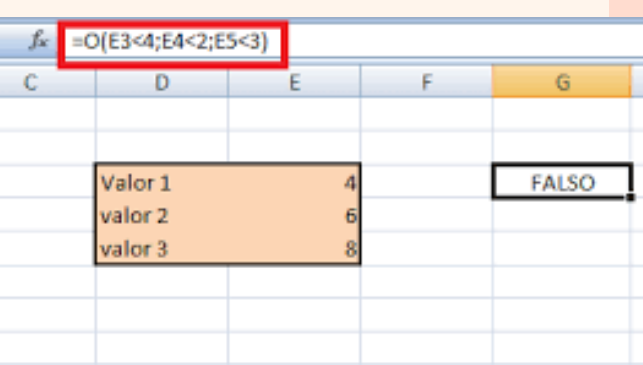 fx =O(E3<4;E4<2;E5<3)
C D E F G
Valor 1 4 FALSO
valor 2 6
valor 3 8